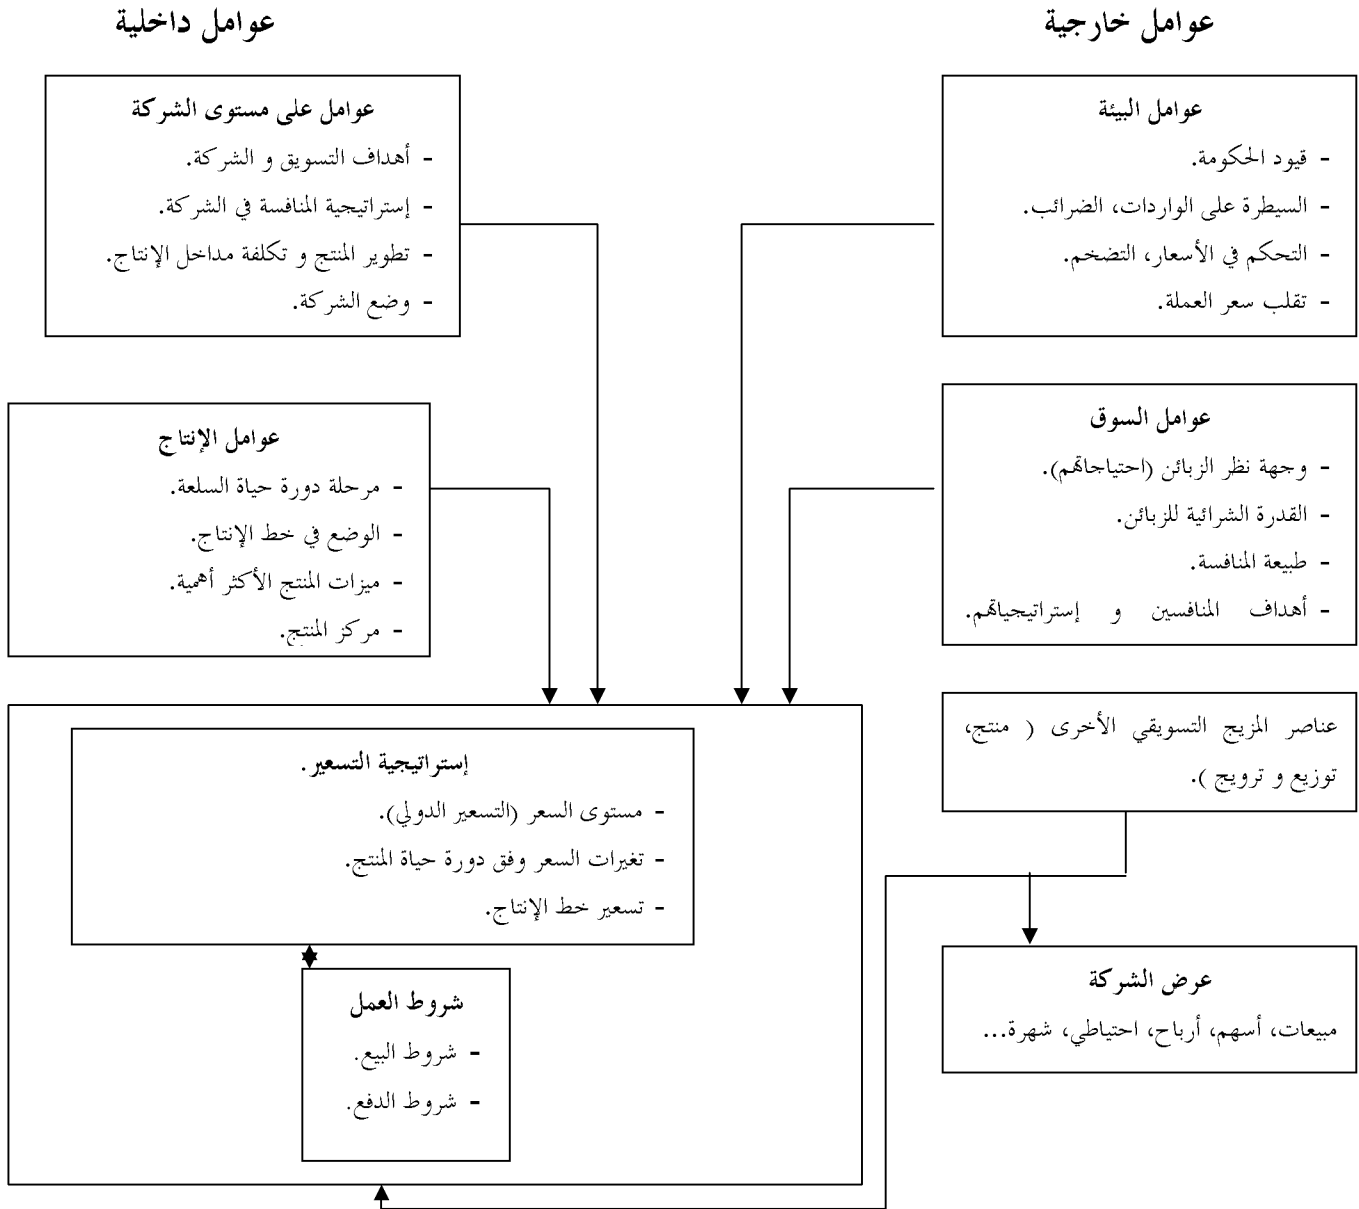 عوامل خارجية
عوامل البيئة
- قيود الحكومة.
- السيطرة على الواردات، الضرائب.
- التحكم في الأسعار، التضخم.
- تقلب سعر العملة.
عوامل السوق
- وجهة نظر الزبائن (احتياجاتهم).
- القدرة الشرائية للزبائن.
- طبيعة المنافسة.
- أهداف المنافسين و إستراتيجياتهم.
عناصر المزيج التسويقي الأخرى ( منتج،
توزيع و ترويج ).
عرض الشركة
مبيعات، أسهم، أرباح، احتياطي، شهرة...
عوامل داخلية
عوامل على مستوى الشركة
- أهداف التسويق و الشركة.
- إستراتيجية المنافسة في الشركة.
- تطوير المنتج و تكلفة مداخل الإنتاج.
- وضع الشركة.
عوامل الإنتاج
- مرحلة دورة حياة السلعة.
- الوضع في خط الإنتاج.
- ميزات المنتج الأكثر أهمية.
- مركز المنتج.
إستراتيجية التسعير.
- مستوى السعر (التسعير الدولي).
- تغيرات السعر وفق دورة حياة المنتج.
- تسعير خط الإنتاج.
شروط العمل
- شروط البيع.
- شروط الدفع.